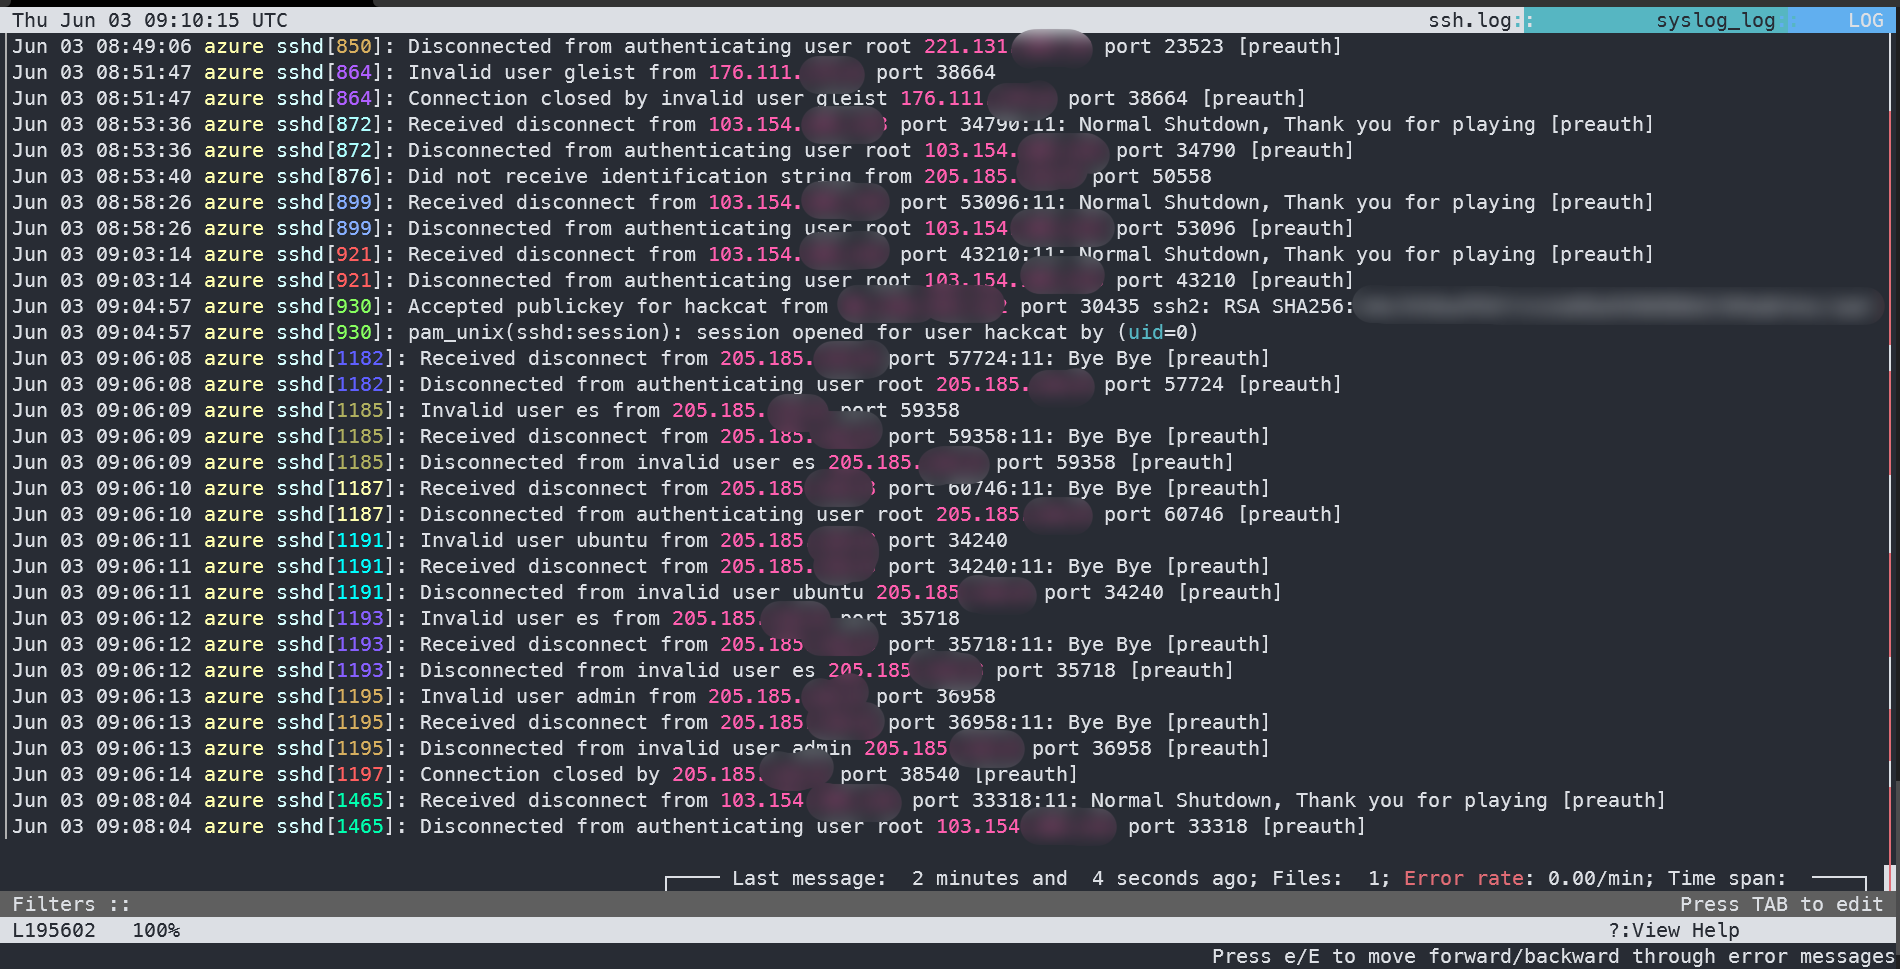 Thu Jun 03 09:10:15 UTC ssh.log:: syslog_log :: LOG
Jun 03 08:49:06 azure sshd[850]: Disconnected from authenticating user root 221.131 port 23523 [preauth]
Jun 03 08:51:47 azure sshd[864]: Invalid user gleist from 176.111. port 38664
Jun 03 08:51:47 azure sshd[864]: Connection closed by invalid user gleist 176.111 port 38664 [preauth]
Jun 03 08:53:36 azure sshd[872]: Received disconnect from 103.154. port 34790:11: Normal Shutdown, Thank you for playing [preauth]
Jun 03 08:53:36 azure sshd[872]: Disconnected from authenticating user root 103.154. port 34790 [preauth]
Jun 03 08:53:40 azure sshd[876]: Did not receive identification string from 205.185. port 50558
Jun 03 08:58:26 azure sshd[899]: Received disconnect from 103.154. port 53096:11: Normal Shutdown, Thank you for playing [preauth]
Jun 03 08:58:26 azure sshd[899]: Disconnected from authenticating user root 103.154 port 53096 [preauth]
Jun 03 09:03:14 azure sshd[921]: Received disconnect from 103.154. port 43210:11: Normal Shutdown, Thank you for playing [preauth]
Jun 03 09:03:14 azure sshd[921]: Disconnected from authenticating user root 103.154. port 43210 [preauth]
Jun 03 09:04:57 azure sshd[930]: Accepted publickey for hackcat from port 30435 ssh2: RSA SHA256:
Jun 03 09:04:57 azure sshd[930]: pam_unix(sshd:session): session opened for user hackcat by (uid=0)
Jun 03 09:06:08 azure sshd[1182]: Received disconnect from 205.185. port 57724:11: Bye Bye [preauth]
Jun 03 09:06:08 azure sshd[1182]: Disconnected from authenticating user root 205.185. port 57724 [preauth]
Jun 03 09:06:09 azure sshd[1185]: Invalid user es from 205.185. port 59358
Jun 03 09:06:09 azure sshd[1185]: Received disconnect from 205.185. port 59358:11: Bye Bye [preauth]
Jun 03 09:06:09 azure sshd[1185]: Disconnected from invalid user es 205.185. port 59358 [preauth]
Jun 03 09:06:10 azure sshd[1187]: Received disconnect from 205.185 port 60746:11: Bye Bye [preauth]
Jun 03 09:06:10 azure sshd[1187]: Disconnected from authenticating user root 205.185 port 60746 [preauth]
Jun 03 09:06:11 azure sshd[1191]: Invalid user ubuntu from 205.185 port 34240
Jun 03 09:06:11 azure sshd[1191]: Received disconnect from 205.185. port 34240:11: Bye Bye [preauth]
Jun 03 09:06:11 azure sshd[1191]: Disconnected from invalid user ubuntu 205.185 port 34240 [preauth]
Jun 03 09:06:12 azure sshd[1193]: Invalid user es from 205.185. port 35718
Jun 03 09:06:12 azure sshd[1193]: Received disconnect from 205.185 port 35718:11: Bye Bye [preauth]
Jun 03 09:06:12 azure sshd[1193]: Disconnected from invalid user es 205.185 port 35718 [preauth]
Jun 03 09:06:13 azure sshd[1195]: Invalid user admin from 205.185. port 36958
Jun 03 09:06:13 azure sshd[1195]: Received disconnect from 205.185 port 36958:11: Bye Bye [preauth]
Jun 03 09:06:13 azure sshd[1195]: Disconnected from invalid user admin 205.185 port 36958 [preauth]
Jun 03 09:06:14 azure sshd[1197]: Connection closed by 205.185. port 38540 [preauth]
Jun 03 09:08:04 azure sshd[1465]: Received disconnect from 103.154 port 33318:11: Normal Shutdown, Thank you for playing [preauth]
Jun 03 09:08:04 azure sshd[1465]: Disconnected from authenticating user root 103.154 port 33318 [preauth]
Last message: 2 minutes and 4 seconds ago; Files: 1; Error rate: 0.00/min; Time span:
Filters :: Press TAB to edit
L195602 100% ?:View Help
Press e/E to move forward/backward through error messages